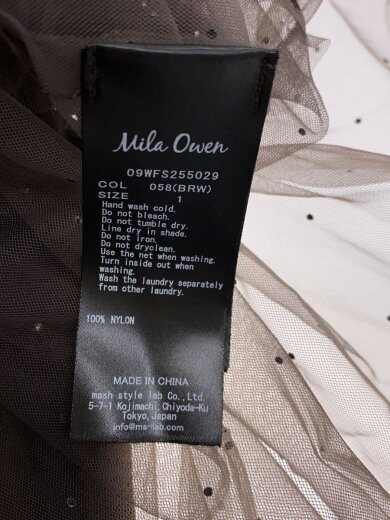 Mila Owen
09WFS255029
COL 058(BRW)
SIZE 1
Hand wash cold.
Do not bleach.
Do not tumble dry.
Line dry in shade.
Do not iron.
Do not dryclean.
Use the net when washing.
Turn inside out when
washing.
Wash the laundry separately
from other laundry.
100% NYLON
MADE IN CHINA
mash style lab Co.,Ltd.
5-7-1 Kojimachi,Chiyoda-Ku
Tokyo,Japan
info@ms-lab.com